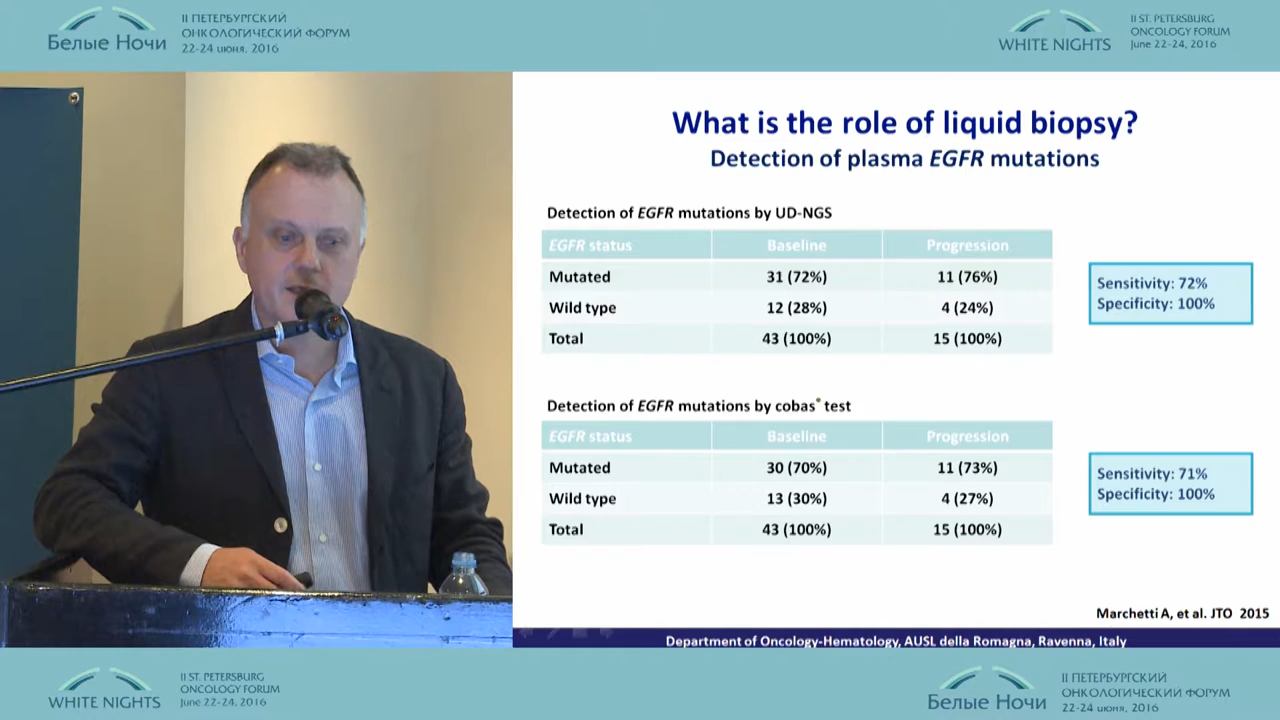 Белые Ночи
II ПЕТЕРБУРГСКИЙ
ОНКОЛОГИЧЕСКИЙ ФОРУМ
22-24 июня, 2016
WHITE NIGHTS
II ST. PETERSBURG
ONCOLOGY FORUM
June 22-24, 2016
What is the role of liquid biopsy?
Detection of plasma EGFR mutations
Detection of EGFR mutations by UD-NGS
EGFR status Baseline Progression
Mutated 31 (72%) 11 (76%)
Wild type 12 (28%) 4 (24%)
Total 43 (100%) 15 (100%)
Sensitivity: 72%
Specificity: 100%
Detection of EGFR mutations by cobas® test
EGFR status Baseline Progression
Mutated 30 (70%) 11 (73%)
Wild type 13 (30%) 4 (27%)
Total 43 (100%) 15 (100%)
Sensitivity: 71%
Specificity: 100%
Marchetti A, et al. JTO 2015
Department of Oncology-Hematology, AUSL della Romagna, Ravenna, Italy
WHITE NIGHTS
II ST. PETERSBURG
ONCOLOGY FORUM
June 22-24, 2016
Белые Ночи
II ПЕТЕРБУРГСКИЙ
ОНКОЛОГИЧЕСКИЙ ФОРУМ
22-24 июня, 2016